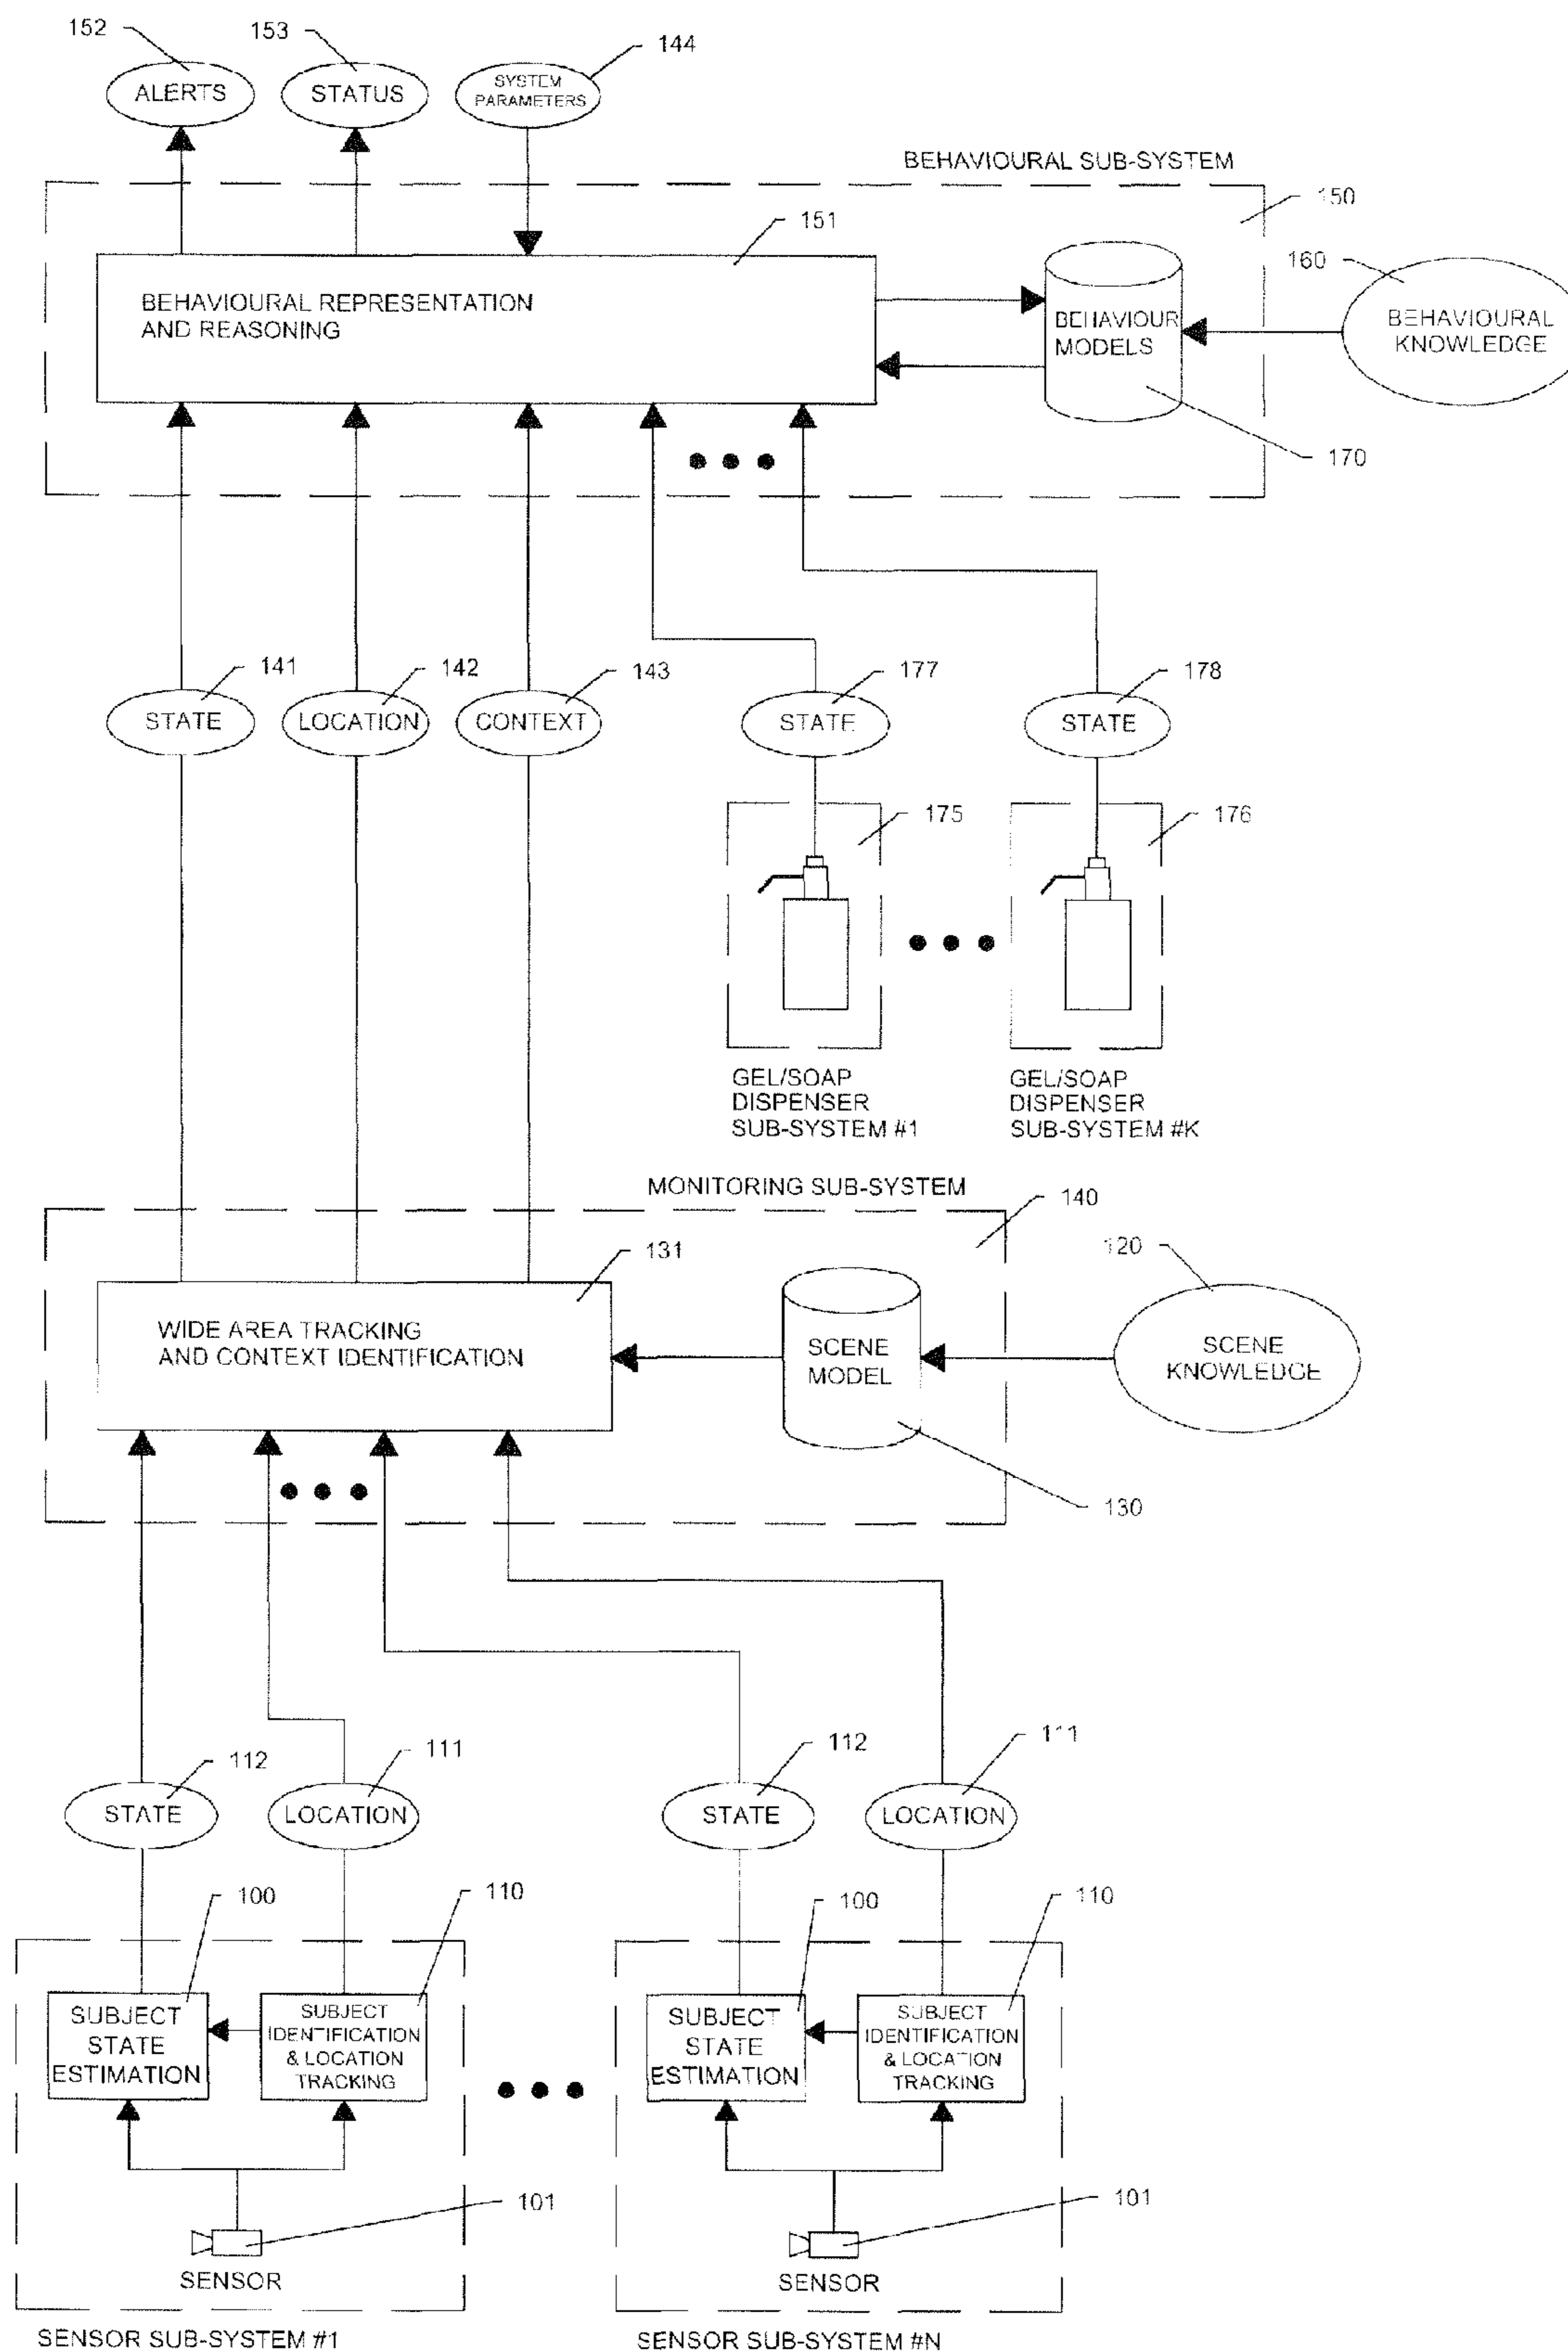 152
153
144
ALERTS
STATUS
SYSTEM
PARAMETERS
BEHAVIOURAL SUB-SYSTEM
150
151
160
BEHAVIOURAL REPRESENTATION
AND REASONING
BEHAVIOUR
MODELS
BEHAVIOURAL
KNOWLEDGE
170
141
142
143
177
178
STATE
LOCATION
CONTEXT
STATE
STATE
175
176
GEL/SOAP
DISPENSER
SUB-SYSTEM #1
GEL/SOAP
DISPENSER
SUB-SYSTEM #K
MONITORING SUB-SYSTEM
140
131
120
WIDE AREA TRACKING
AND CONTEXT IDENTIFICATION
SCENE
MODEL
SCENE
KNOWLEDGE
130
112
111
112
111
STATE
LOCATION
STATE
LOCATION
100
110
100
110
SUBJECT
STATE
ESTIMATION
SUBJECT
IDENTIFICATION
& LOCATION
TRACKING
SUBJECT
STATE
ESTIMATION
SUBJECT
IDENTIFICATION
& LOCATION
TRACKING
101
101
SENSOR
SENSOR
SENSOR SUB-SYSTEM #1
SENSOR SUB-SYSTEM #N